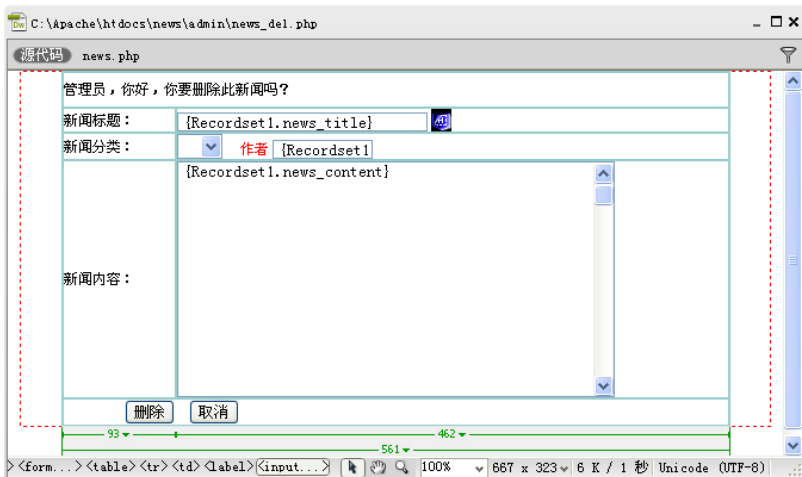 C:\Apache\htdocs\news\admin\news_del.php
源代码 news.php
管理员，你好，你要删除此新闻吗？
新闻标题： {Recordset1.news_title}
新闻分类： 作者 {Recordset1
{Recordset1.news_content}
新闻内容：
删除 取消
93 462
561
<form...> <table> <tr> <td> <label> <input...> 100% 667 x 323 6 K / 1 秒 Unicode (UTF-8)